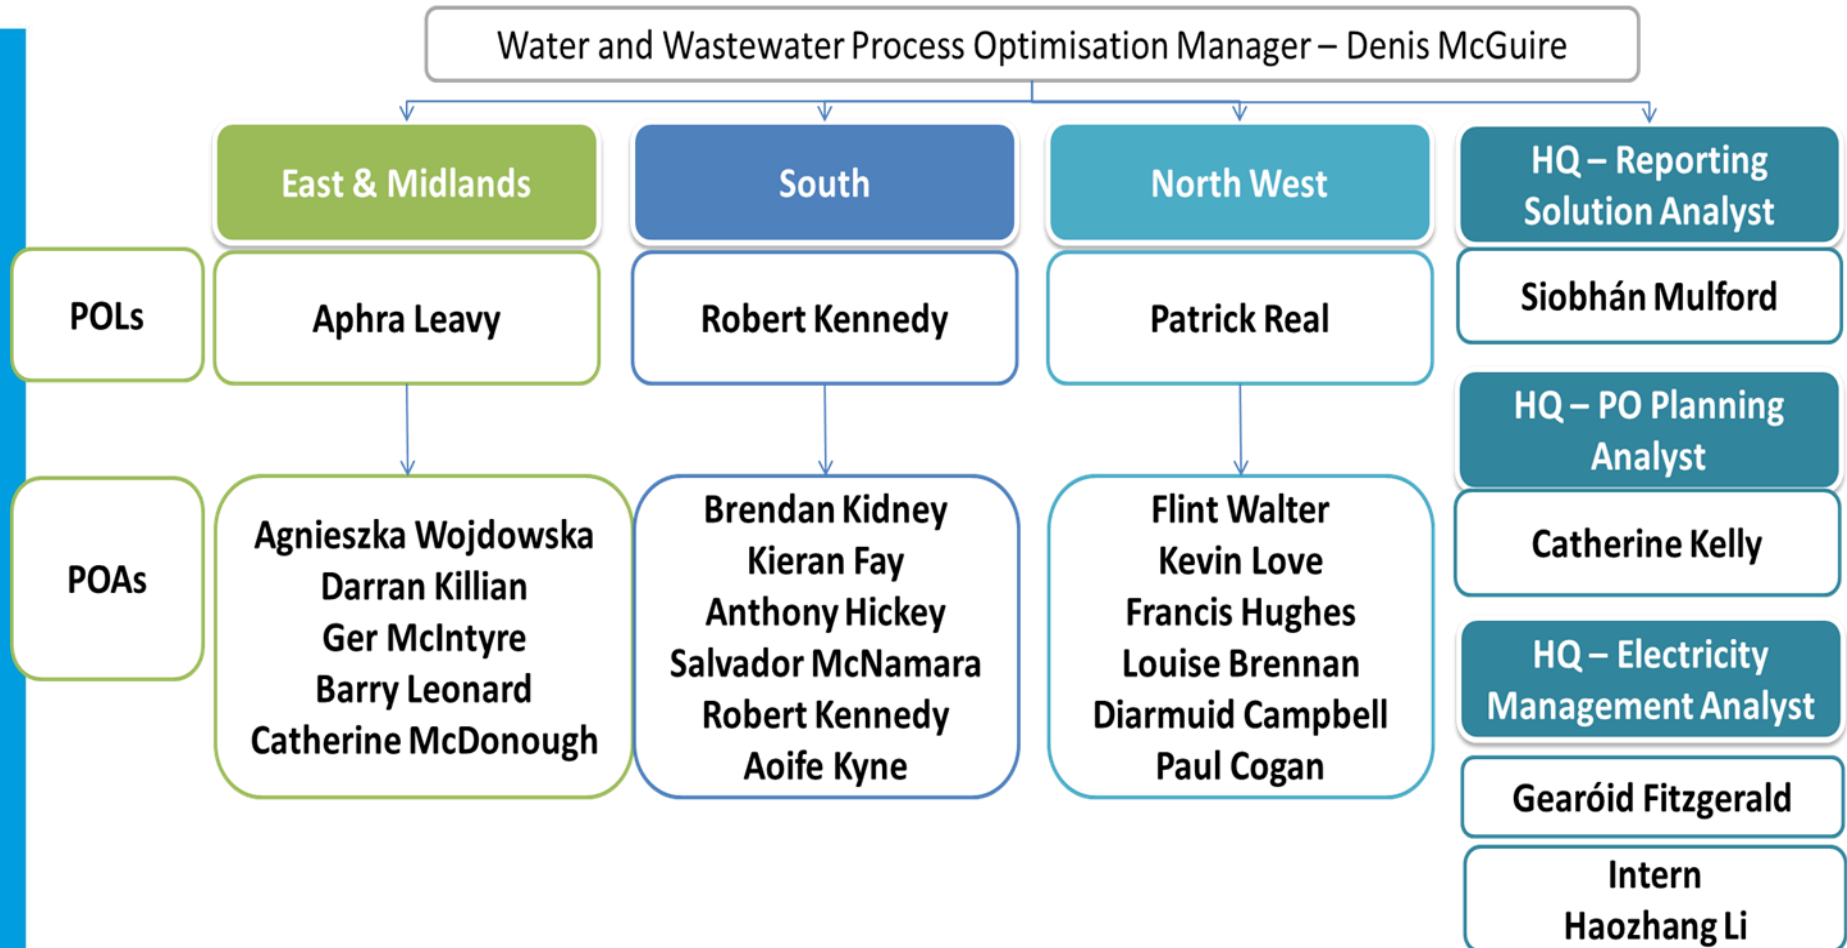 Water and Wastewater Process Optimisation Manager – Denis McGuire
East & Midlands
South
North West
HQ – Reporting
Solution Analyst
POLs
Aphra Leavy
Robert Kennedy
Patrick Real
Siobhán Mulford
HQ – PO Planning
Analyst
Catherine Kelly
POAs
Agnieszka Wojdowska
Darran Killian
Ger McIntyre
Barry Leonard
Catherine McDonough
Brendan Kidney
Kieran Fay
Anthony Hickey
Salvador McNamara
Robert Kennedy
Aoife Kyne
Flint Walter
Kevin Love
Francis Hughes
Louise Brennan
Diarmuid Campbell
Paul Cogan
HQ – Electricity
Management Analyst
Gearóid Fitzgerald
Intern
Haozhang Li